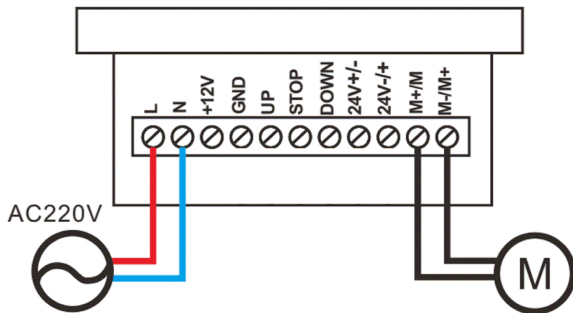 L
N
+12V
GND
UP
STOP
DOWN
24V+/-
24V-/+
M+/M
M-/M+
AC220V
M